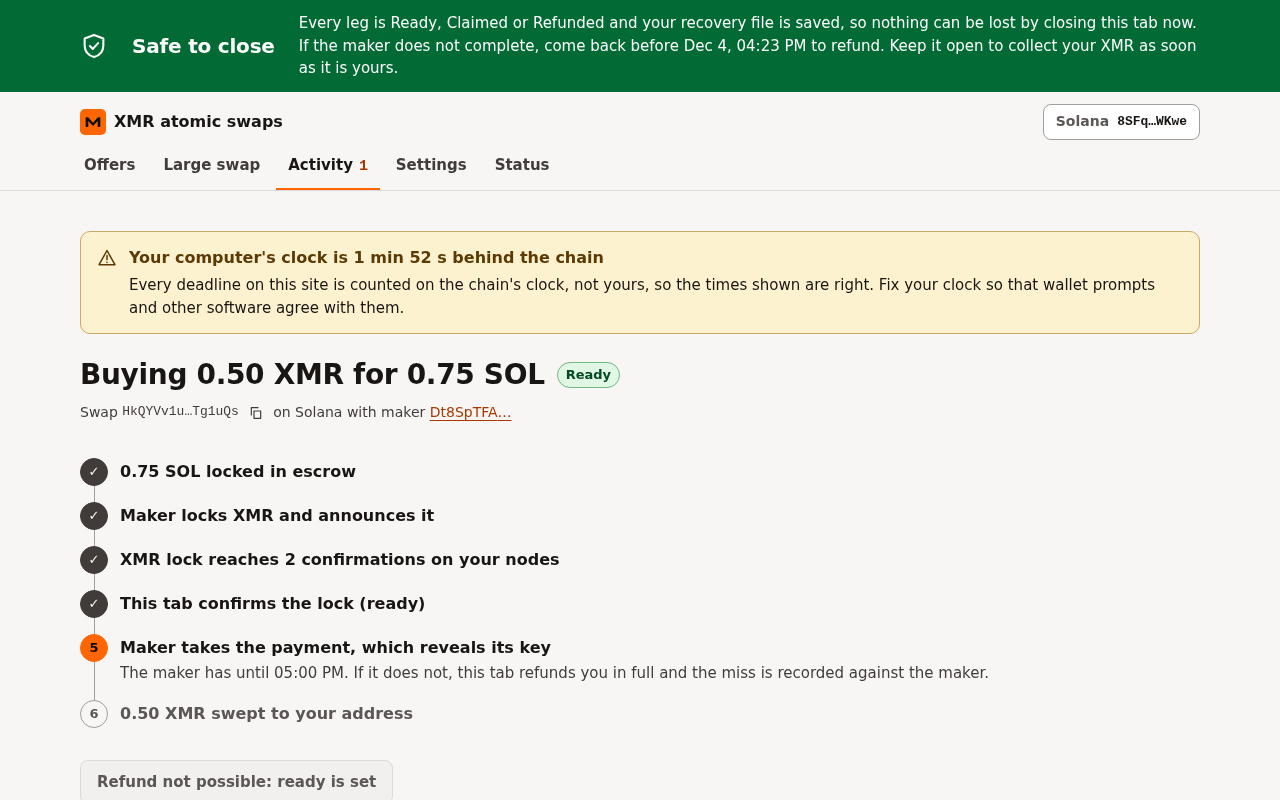 Safe to close
Every leg is Ready, Claimed or Refunded and your recovery file is saved, so nothing can be lost by closing this tab now.
If the maker does not complete, come back before Dec 4, 04:23 PM to refund. Keep it open to collect your XMR as soon
as it is yours.
XMR atomic swaps
Solana 8SFq…WKwe
Offers Large swap Activity 1 Settings Status
Your computer's clock is 1 min 52 s behind the chain
Every deadline on this site is counted on the chain's clock, not yours, so the times shown are right. Fix your clock so that wallet prompts
and other software agree with them.
Buying 0.50 XMR for 0.75 SOL Ready
Swap HkQYVv1u…Tg1uQs on Solana with maker Dt8SpTFA…
✓ 0.75 SOL locked in escrow
✓ Maker locks XMR and announces it
✓ XMR lock reaches 2 confirmations on your nodes
✓ This tab confirms the lock (ready)
5 Maker takes the payment, which reveals its key
The maker has until 05:00 PM. If it does not, this tab refunds you in full and the miss is recorded against the maker.
6 0.50 XMR swept to your address
Refund not possible: ready is set